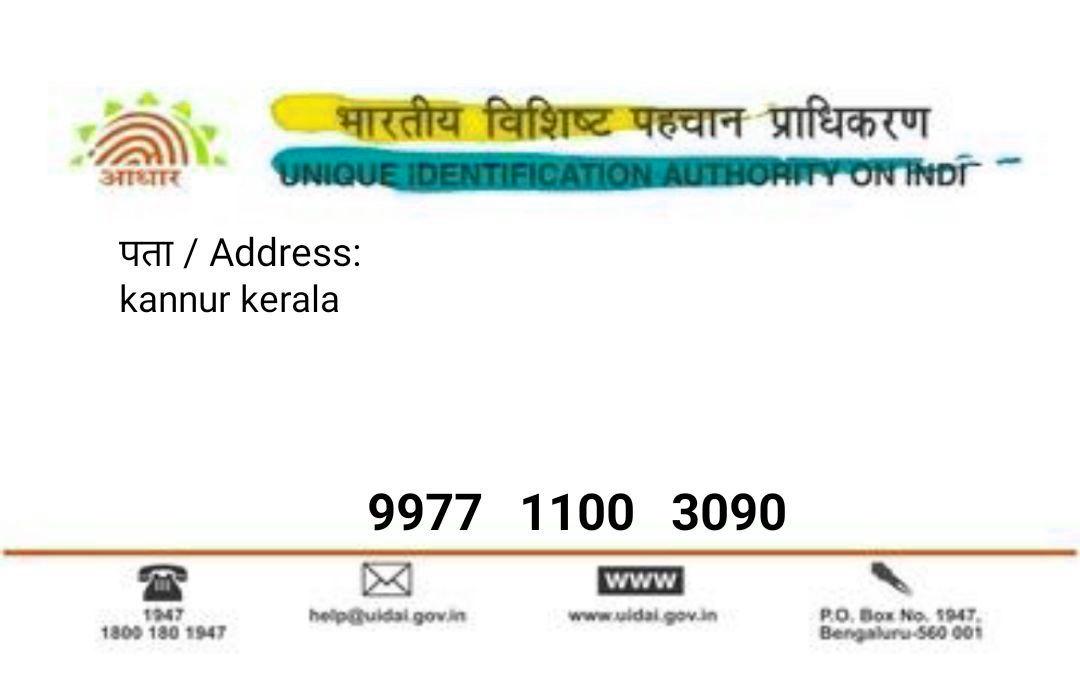 आधार
भारतीय विशिष्ट पहचान प्राधिकरण
UNIQUE IDENTIFICATION AUTHORITY ON INDI
पता / Address:
kannur kerala
9977 1100 3090
1947
1800 180 1947
help@uidai.gov.in
WWW
www.uidai.gov.in
P.O. Box No. 1947,
Bengaluru-560 001